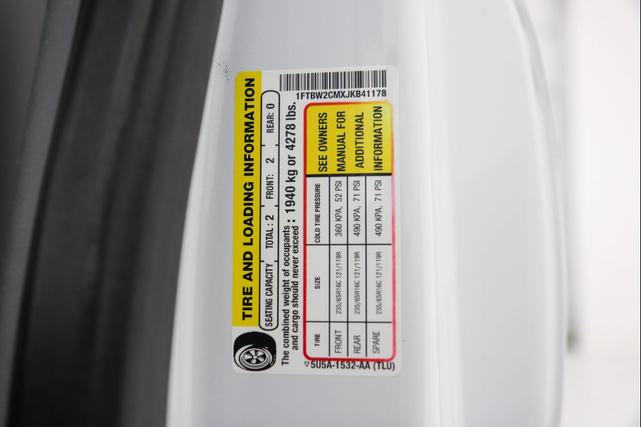 TIRE AND LOADING INFORMATION
SEATING CAPACITY TOTAL: 2 FRONT: 2 REAR: 0
The combined weight of occupants
and cargo should never exceed : 1940 kg or 4278 lbs.
TIRE SIZE COLD TIRE PRESSURE SEE OWNERS
FRONT 235/65R16C 121/119R 360 KPA, 52 PSI MANUAL FOR
REAR 235/65R16C 121/119R 490 KPA, 71 PSI ADDITIONAL
SPARE 235/65R16C 121/119R 490 KPA, 71 PSI INFORMATION
▽5U5A-1532-AA (TLU)
1FTBW2CMXJKB41178